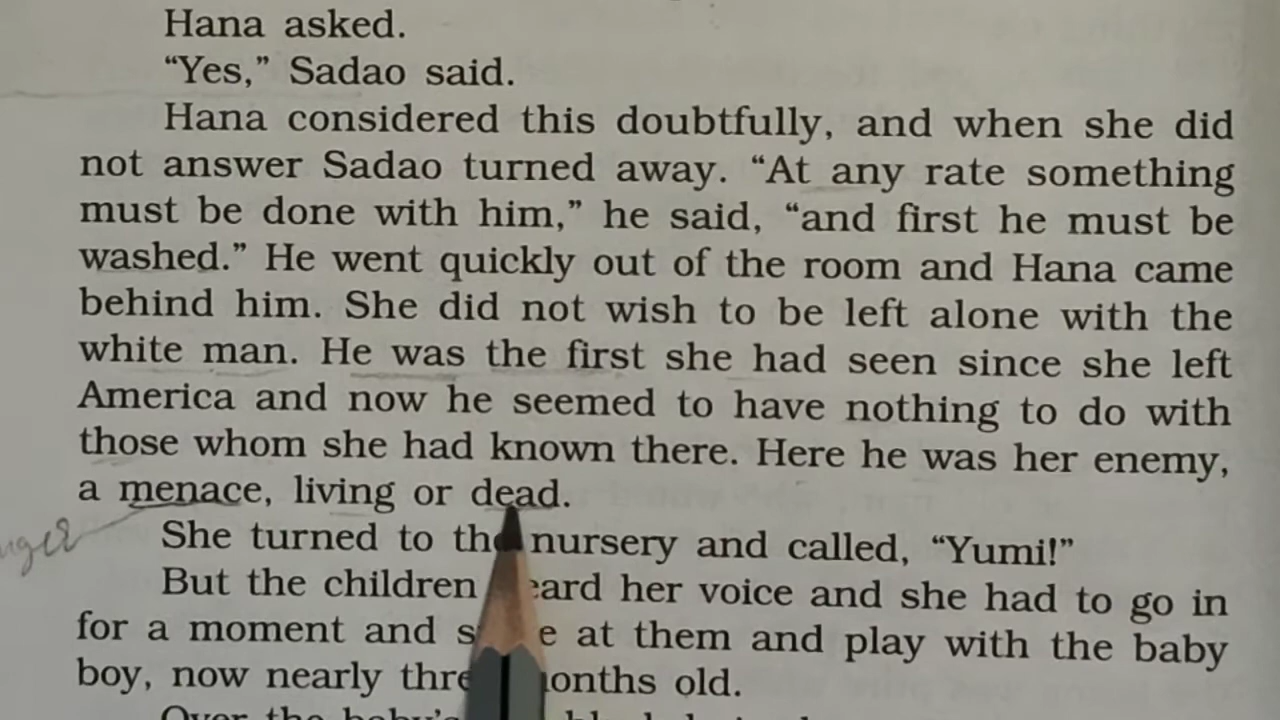 Hana asked.
“Yes,” Sadao said.
Hana considered this doubtfully, and when she did
not answer Sadao turned away. “At any rate something
must be done with him,” he said, “and first he must be
washed.” He went quickly out of the room and Hana came
behind him. She did not wish to be left alone with the
white man. He was the first she had seen since she left
America and now he seemed to have nothing to do with
those whom she had known there. Here he was her enemy,
a menace, living or dead.
She turned to the nursery and called, “Yumi!”
But the children heard her voice and she had to go in
for a moment and at them and play with the baby
boy, now nearly three months old.
Over the baby’s